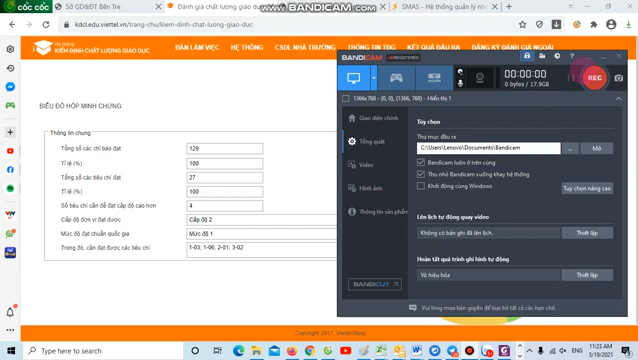 cốc cốc
Sở GD&ĐT Bến Tre
Đánh giá chất lượng giáo dục
www.BANDICAM.com
SMAS - Hệ thống quản lý nh
kdcl.edu.viettel.vn/trang-chu/kiem-dinh-chat-luong-giao-duc
Hệ thống
KIỂM ĐỊNH CHẤT LƯỢNG GIÁO DỤC
BÀN LÀM VIỆC
HỆ THỐNG
CSDL NHÀ TRƯỜNG
THÔNG TIN TĐG
KẾT QUẢ ĐẦU RA
ĐĂNG KÝ ĐÁNH GIÁ NGOÀI
BIỂU ĐỒ HỘP MINH CHỨNG
Thông tin chung
Tổng số các chỉ báo đạt
129
Tỉ lệ (%)
100
Tổng số các tiêu chí đạt
27
Tỉ lệ (%)
100
Số tiêu chí cần để đạt cấp độ cao hơn
4
Cấp độ đơn vị đạt được
Cấp độ 2
Mức độ đạt chuẩn quốc gia
Mức độ 1
Trong đó, cần đạt được các tiêu chí
1-03; 1-06; 2-01; 3-02
BANDICAM
UNREGISTERED
00:00:00
0 bytes / 17.9GB
REC
1366x768 - (0, 0), (1366, 768) - Hiển thị 1
Giao diện chính
Tổng quát
Video
Hình ảnh
Thông tin sản phẩm
BANDICUT
Tùy chọn
Thư mục đầu ra
C:\Users\Lenovo\Documents\Bandicam
...
Mở
Bandicam luôn ở trên cùng
Thu nhỏ Bandicam xuống khay hệ thống
Khởi động cùng Windows
Tuỳ chọn nâng cao
Lên lịch tự động quay video
Không có bản ghi đã lên lịch.
Thiết lập
Hoàn tất quá trình ghi hình tự động
Vô hiệu hóa
Thiết lập
Vui lòng mua bản quyền để loại bỏ tất cả các hạn chế.
Copyright 2017. ViettelStudy.
Type here to search
11:23 AM
3/19/2021